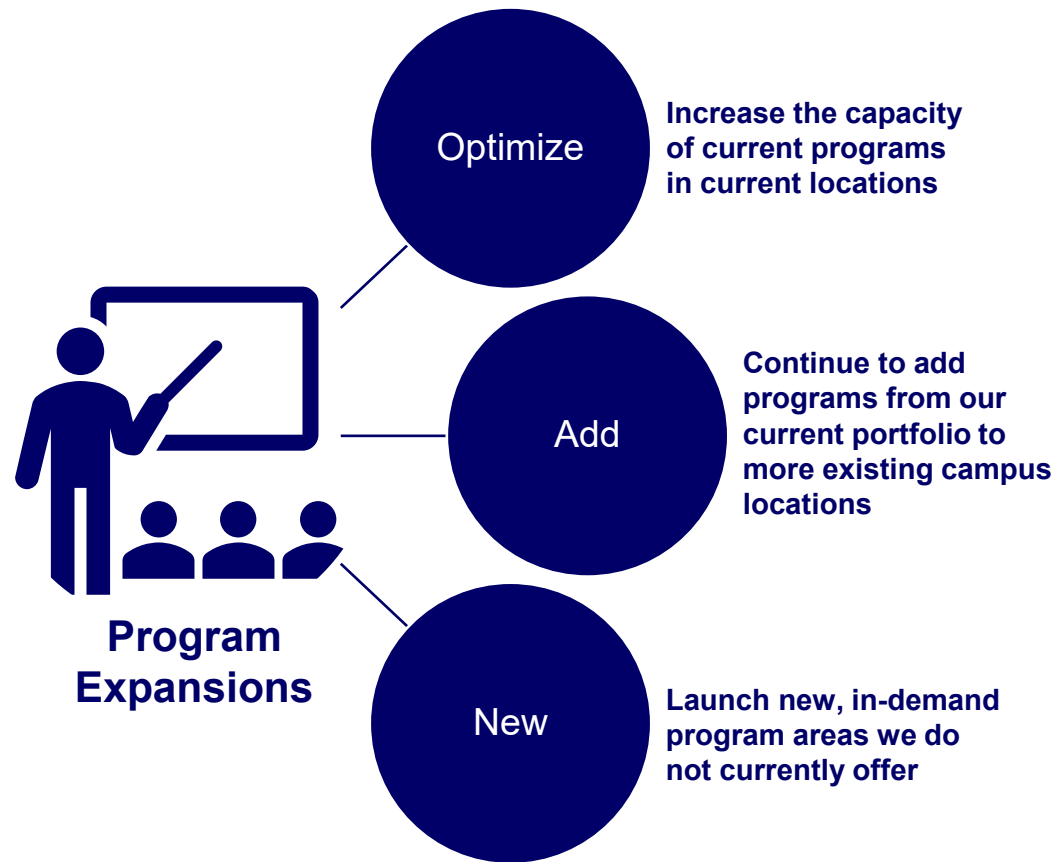 Optimize
Increase the capacity
of current programs
in current locations
Add
Continue to add
programs from our
current portfolio to
more existing campus
locations
Program
Expansions
New
Launch new, in-demand
program areas we do
not currently offer